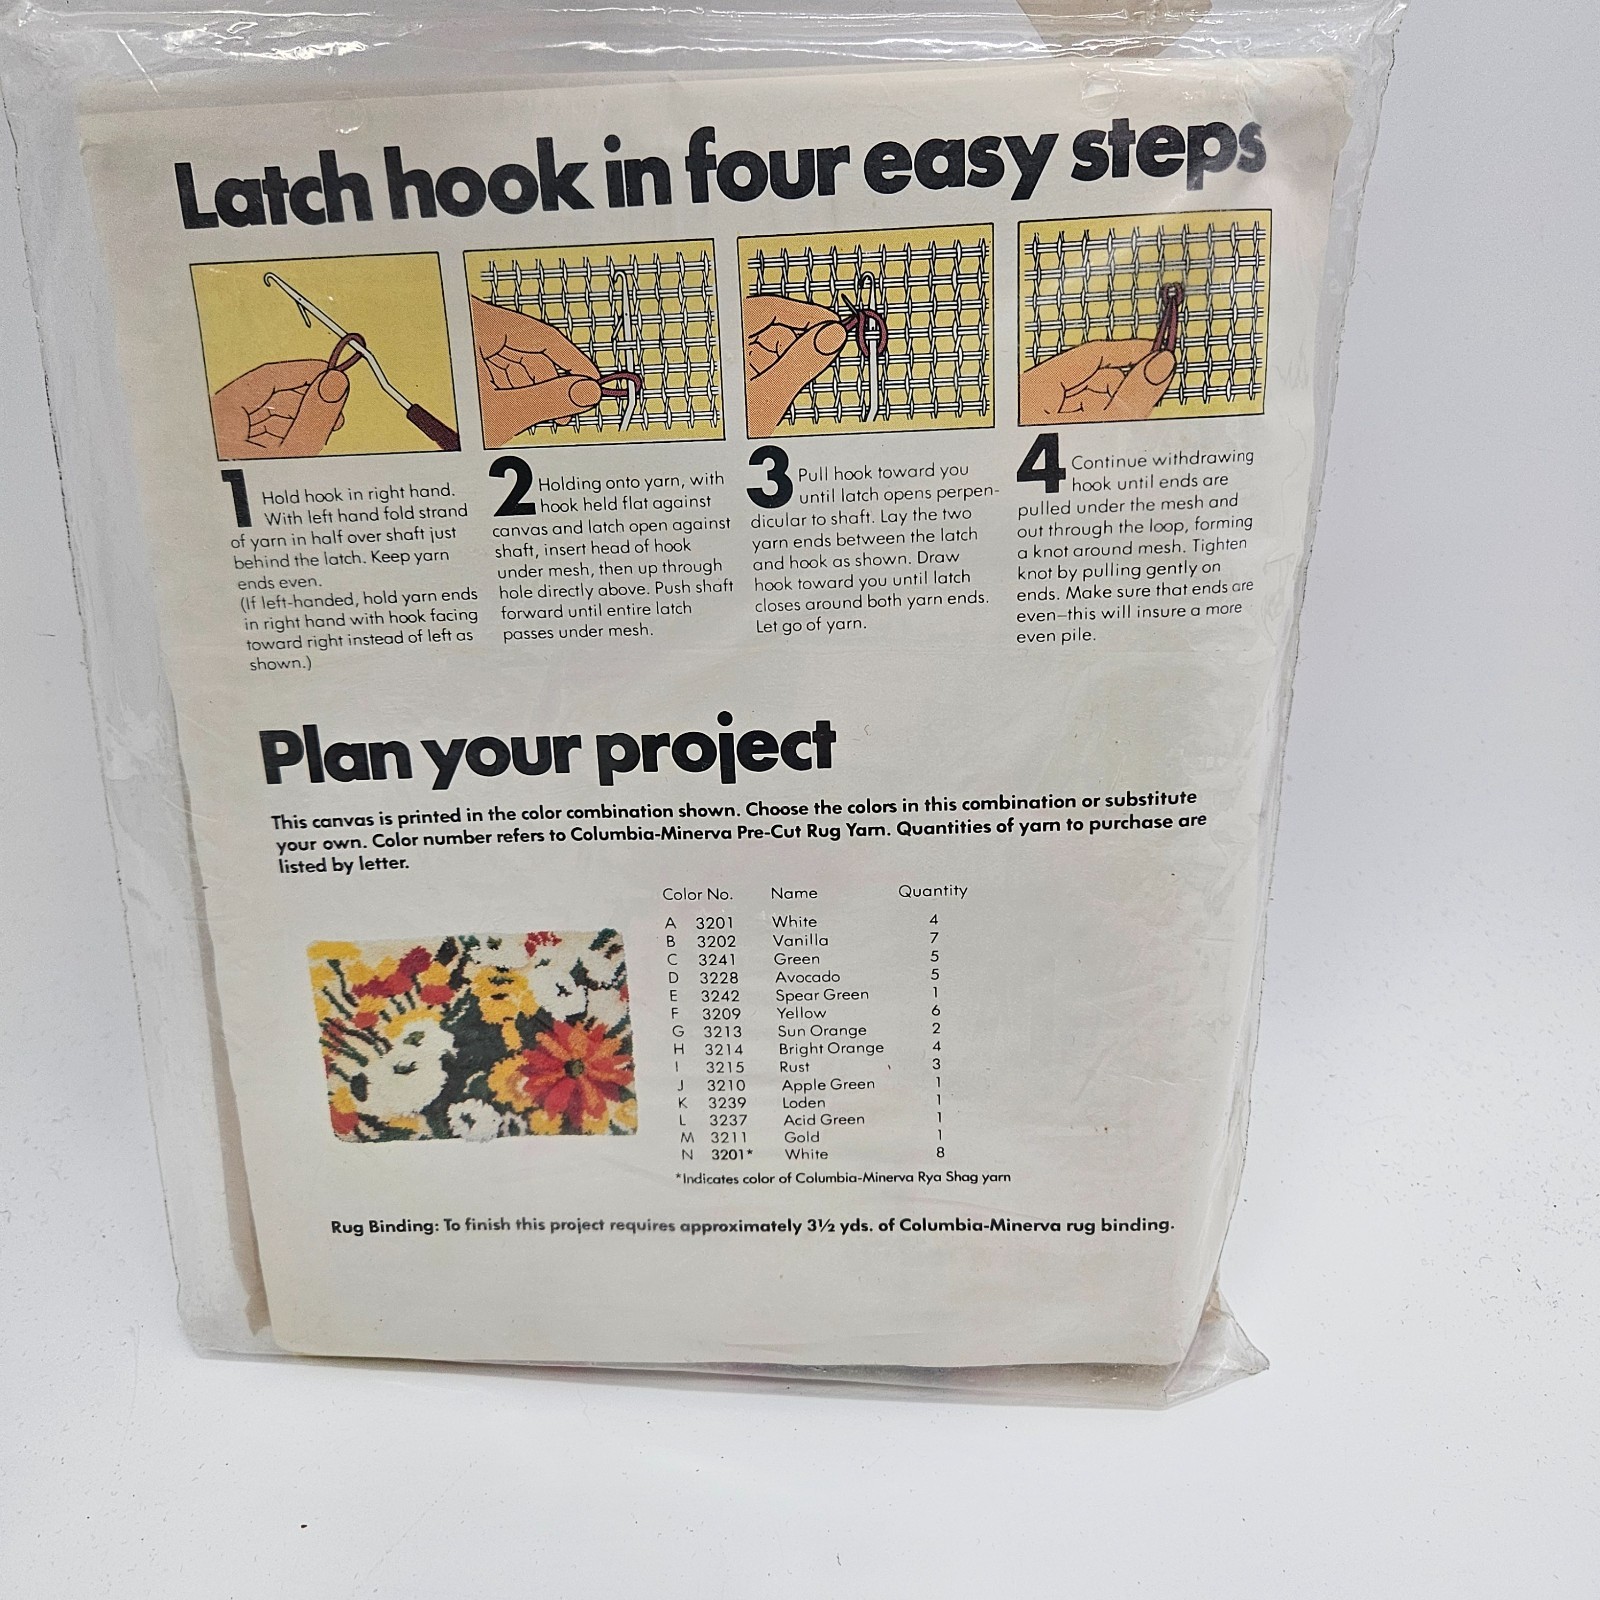 Latch hook in four easy steps
1 Hold hook in right hand.
With left hand fold strand
of yarn in half over shaft just
behind the latch. Keep yarn
ends even.
(If left-handed, hold yarn ends
in right hand with hook facing
toward right instead of left as
shown.)
2 Holding onto yarn, with
hook held flat against
canvas and latch open against
shaft, insert head of hook
under mesh, then up through
hole directly above. Push shaft
forward until entire latch
passes under mesh.
3 Pull hook toward you
until latch opens perpen-
dicular to shaft. Lay the two
yarn ends between the latch
and hook as shown. Draw
hook toward you until latch
closes around both yarn ends.
Let go of yarn.
4 Continue withdrawing
hook until ends are
pulled under the mesh and
out through the loop, forming
a knot around mesh. Tighten
knot by pulling gently on
ends. Make sure that ends are
even–this will insure a more
even pile.
Plan your project
This canvas is printed in the color combination shown. Choose the colors in this combination or substitute
your own. Color number refers to Columbia-Minerva Pre-Cut Rug Yarn. Quantities of yarn to purchase are
listed by letter.
Color No. Name Quantity
A 3201 White 4
B 3202 Vanilla 7
C 3241 Green 5
D 3228 Avocado 5
E 3242 Spear Green 1
F 3209 Yellow 6
G 3213 Sun Orange 2
H 3214 Bright Orange 4
I 3215 Rust 3
J 3210 Apple Green 1
K 3239 Loden 1
L 3237 Acid Green 1
M 3211 Gold 1
N 3201* White 8
*Indicates color of Columbia-Minerva Rya Shag yarn
Rug Binding: To finish this project requires approximately 3½ yds. of Columbia-Minerva rug binding.